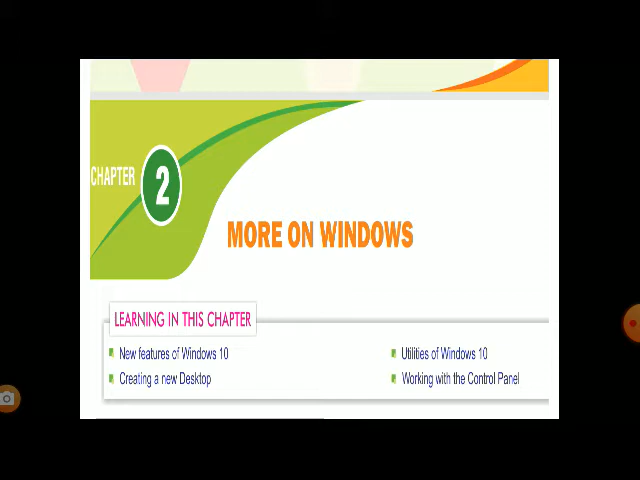 CHAPTER 2
MORE ON WINDOWS
LEARNING IN THIS CHAPTER
New features of Windows 10
Utilities of Windows 10
Creating a new Desktop
Working with the Control Panel